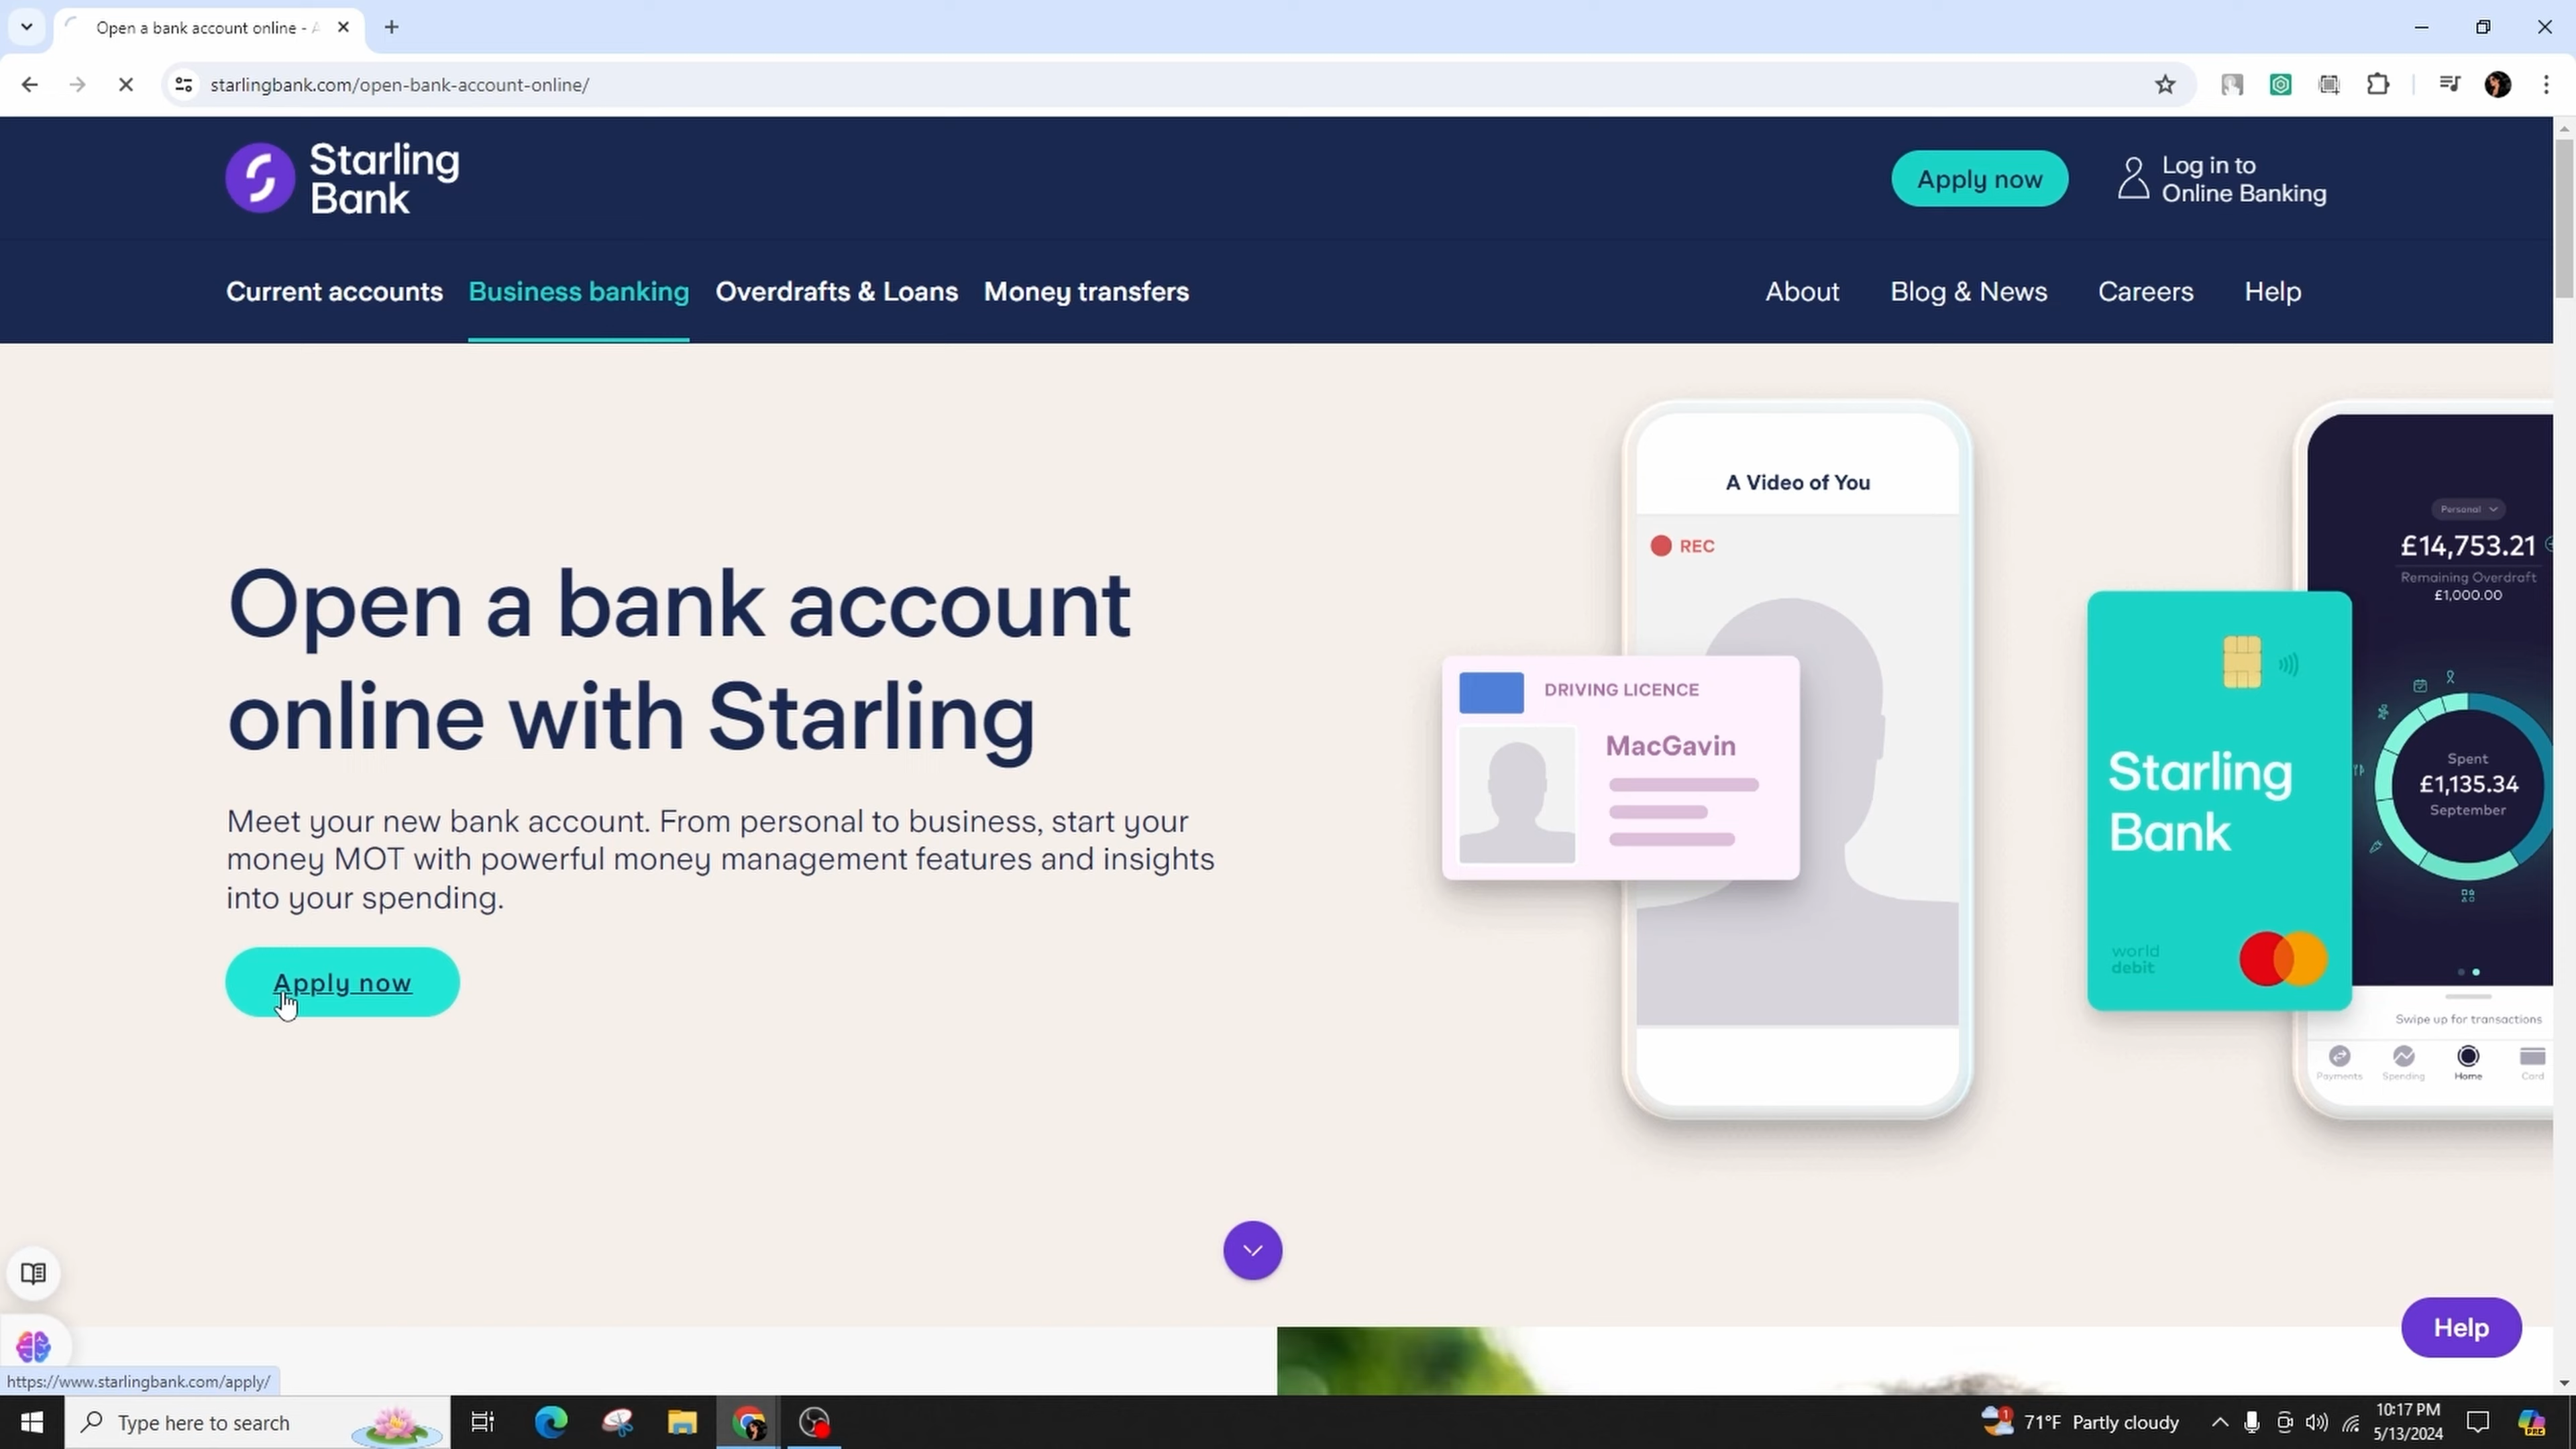 Open a bank account online - A
starlingbank.com/open-bank-account-online/
Starling
Bank
Apply now
Log in to
Online Banking
Current accounts
Business banking
Overdrafts & Loans
Money transfers
About
Blog & News
Careers
Help
Open a bank account
online with Starling
Meet your new bank account. From personal to business, start your
money MOT with powerful money management features and insights
into your spending.
Apply now
A Video of You
REC
DRIVING LICENCE
MacGavin
Starling
Bank
world
debit
Personal
£14,753.21
Remaining Overdraft
£1,000.00
Spent
£1,135.34
September
Swipe up for transactions
Payments
Spending
Home
Card
Help
https://www.starlingbank.com/apply/
Type here to search
1
71°F Partly cloudy
10:17 PM
5/13/2024
PRE